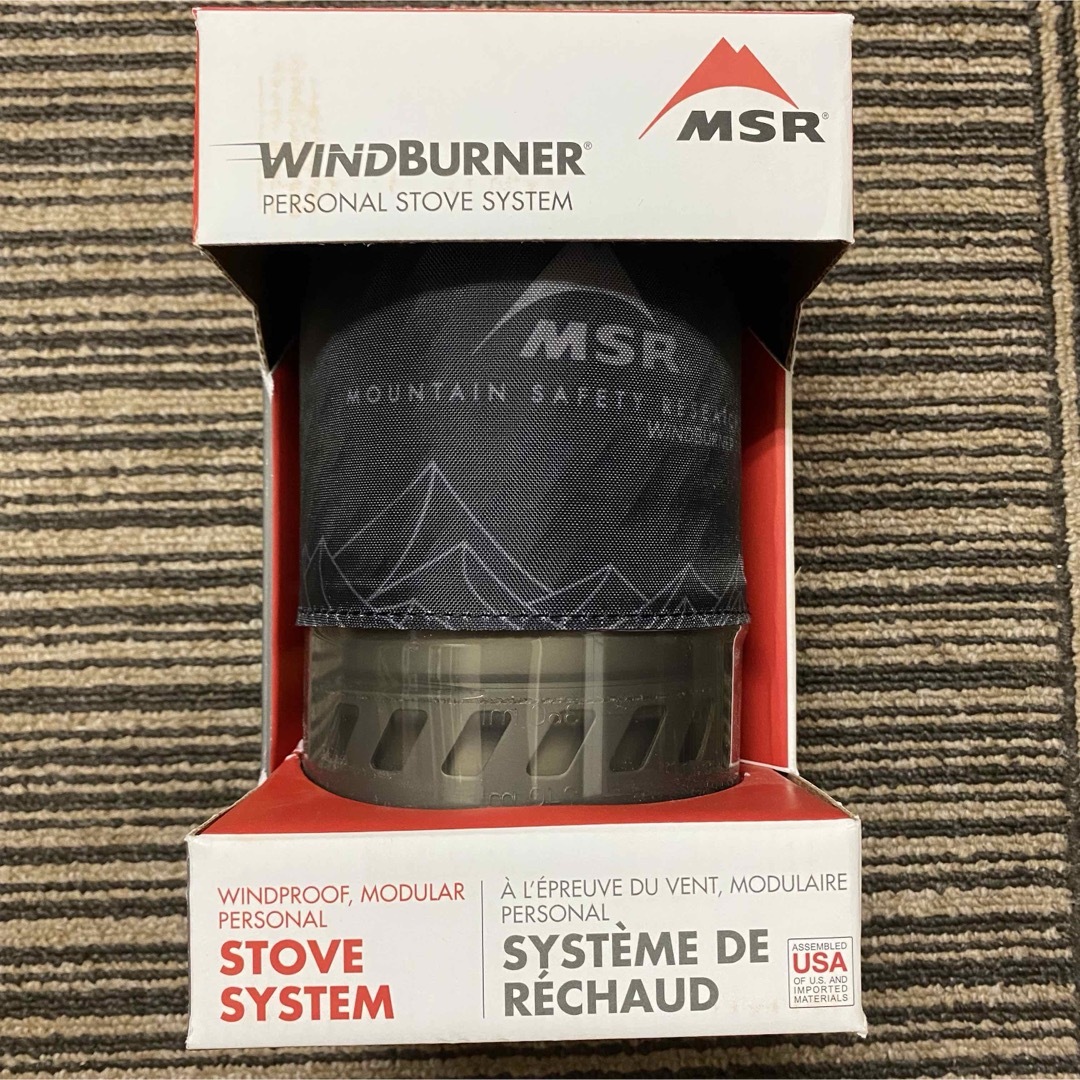 MSR®
WINDBURNER®
PERSONAL STOVE SYSTEM
MSR
MOUNTAIN SAFETY RESEARC
WINDBURNER
WINDPROOF, MODULAR
PERSONAL
STOVE
SYSTEM
À L'ÉPREUVE DU VENT, MODULAIRE
PERSONAL
SYSTÈME DE
RÉCHAUD
ASSEMBLED
USA
OF U.S. AND
IMPORTED
MATERIALS